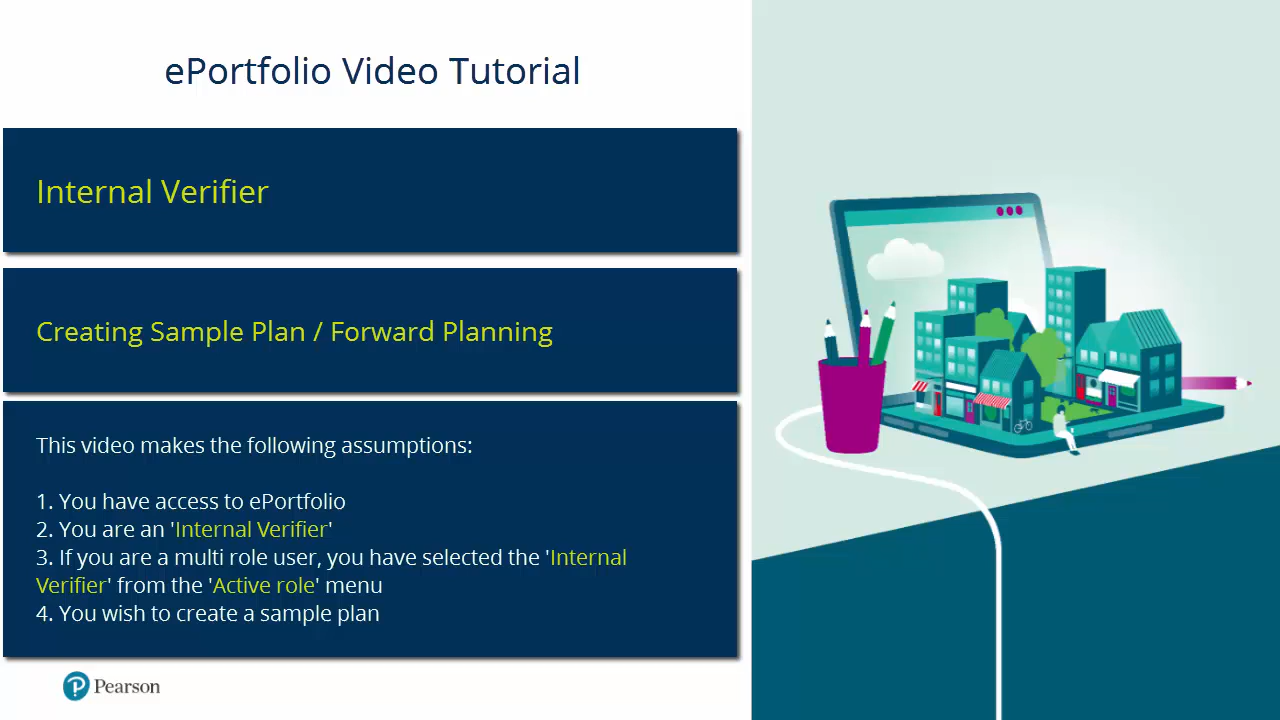 ePortfolio Video Tutorial
Internal Verifier
Creating Sample Plan / Forward Planning
This video makes the following assumptions:
1. You have access to ePortfolio
2. You are an 'Internal Verifier'
3. If you are a multi role user, you have selected the 'Internal
Verifier' from the 'Active role' menu
4. You wish to create a sample plan
Pearson